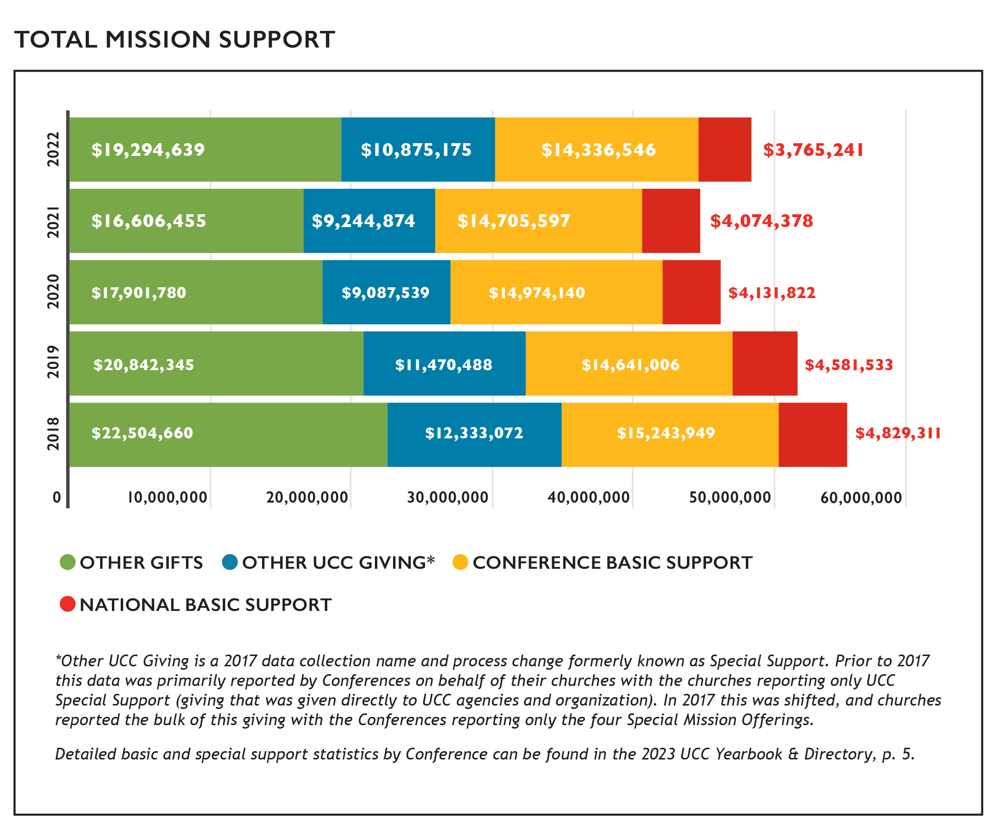 TOTAL MISSION SUPPORT
2022
$19,294,639 $10,875,175 $14,336,546 $3,765,241
2021
$16,606,455 $9,244,874 $14,705,597 $4,074,378
2020
$17,901,780 $9,087,539 $14,974,140 $4,131,822
2019
$20,842,345 $11,470,488 $14,641,006 $4,581,533
2018
$22,504,660 $12,333,072 $15,243,949 $4,829,311
0 10,000,000 20,000,000 30,000,000 40,000,000 50,000,000 60,000,000
OTHER GIFTS OTHER UCC GIVING* CONFERENCE BASIC SUPPORT
NATIONAL BASIC SUPPORT
*Other UCC Giving is a 2017 data collection name and process change formerly known as Special Support. Prior to 2017
this data was primarily reported by Conferences on behalf of their churches with the churches reporting only UCC
Special Support (giving that was given directly to UCC agencies and organization). In 2017 this was shifted, and churches
reported the bulk of this giving with the Conferences reporting only the four Special Mission Offerings.
Detailed basic and special support statistics by Conference can be found in the 2023 UCC Yearbook & Directory, p. 5.